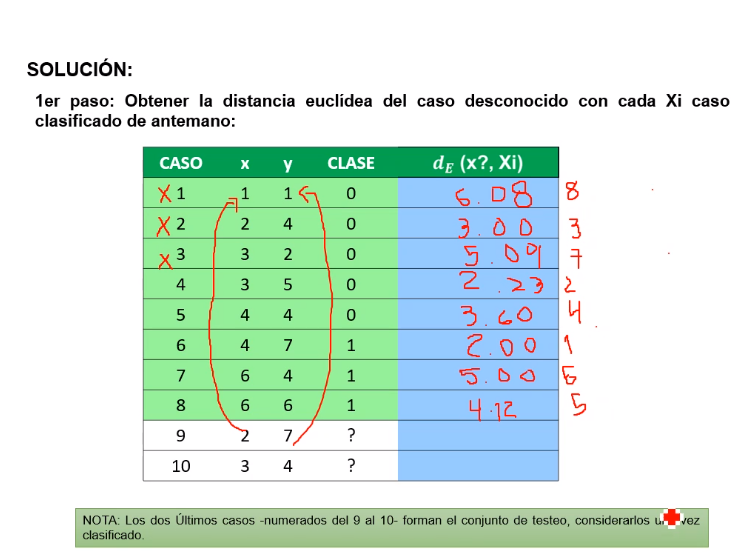 SOLUCIÓN:
1er paso: Obtener la distancia euclídea del caso desconocido con cada Xi caso
clasificado de antemano:
CASO x y CLASE d_E (x?, Xi)
X 1 1 1 0 6.08 8
X 2 2 4 0 3.00 3
X 3 3 2 0 5.09 7
4 3 5 0 2.23 2
5 4 4 0 3.60 4
6 4 7 1 2.00 1
7 6 4 1 5.00 6
8 6 6 1 4.12 5
9 2 7 ?
10 3 4 ?
NOTA: Los dos Últimos casos -numerados del 9 al 10- forman el conjunto de testeo, considerarlos vez
clasificado.